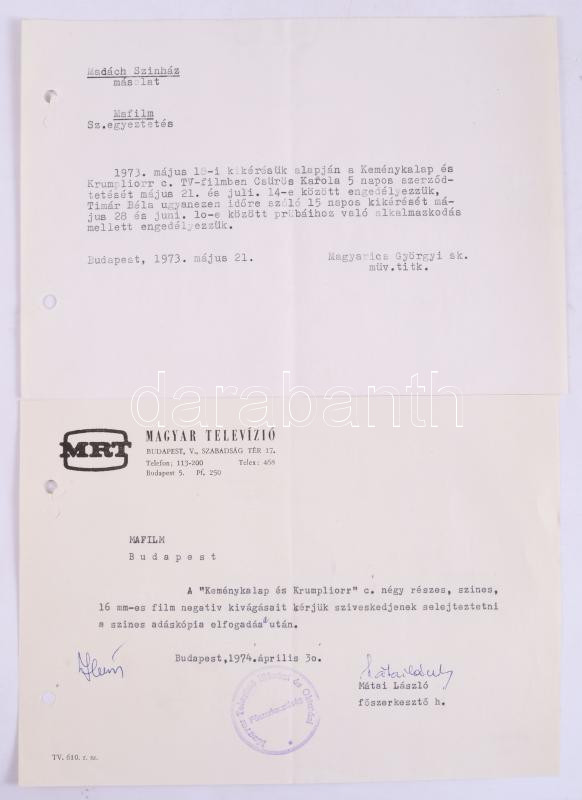 Madách Szinház
másolat
Mafilm
Sz.egyeztetés
1973. május 18-i kikérésük alapján a Keménykalap és
Krumpliorr c. TV-filmben Csürös Karola 5 napos szerződ-
tetését május 21. és juli. 14-e között engedélyezzük,
Timár Béla ugyanezen időre szóló 15 napos kikérését má-
jus 28 és juni. 1o-e között próbáihoz való alkalmazkodás
mellett engedélyezzük.
Budapest, 1973. május 21.
Magyarics Györgyi sk.
müv.titk.
darabanth
MRT
MAGYAR TELEVÍZIÓ
BUDAPEST, V., SZABADSÁG TÉR 17.
Telefon: 113-200 Telex: 468
Budapest 5. Pf. 250
MAFILM
Budapest
A "Keménykalap és Krumpliorr" c. négy részes, szines,
16 mm-es film negativ kivágásait kérjük sziveskedjenek selejteztetni
a szines adáskópia elfogadása után.
Budapest,1974.április 3o.
Mátai László
főszerkesztő h.
TV. 610. r. sz.